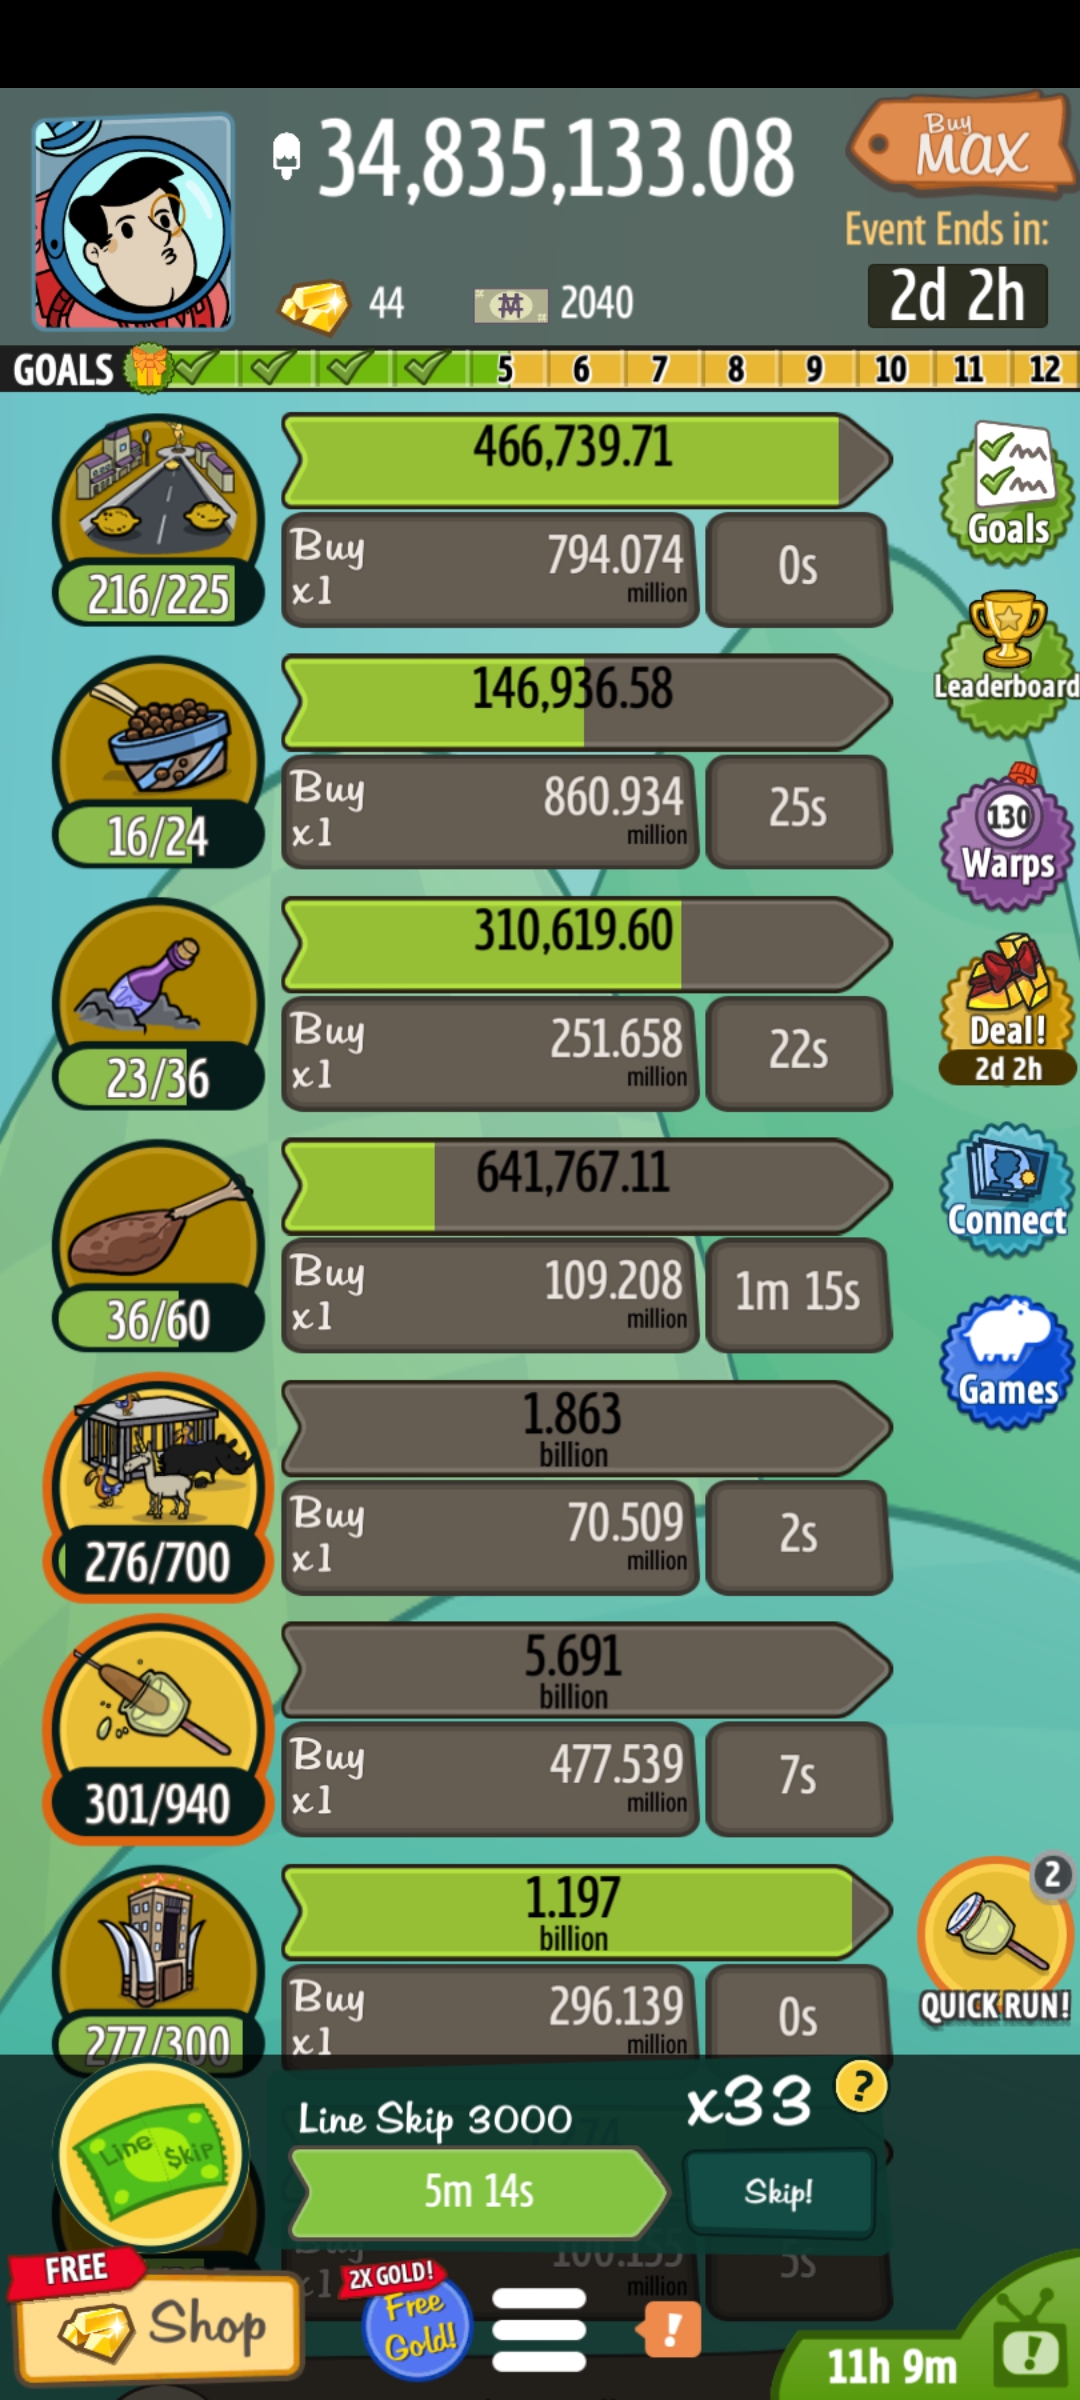 34,835,133.08
Buy
MAX
Event Ends in:
2d 2h
44
2040
GOALS 5 6 7 8 9 10 11 12
466,739.71
Buy x1 794.074 million 0s
216/225
Goals
146,936.58
Leaderboard
Buy x1 860.934 million 25s
16/24
130
Warps
310,619.60
Buy x1 251.658 million 22s
23/36
Deal!
2d 2h
641,767.11
Connect
Buy x1 109.208 million 1m 15s
36/60
Games
1.863 billion
Buy x1 70.509 million 2s
276/700
5.691 billion
Buy x1 477.539 million 7s
301/940
1.197 billion
2
QUICK RUN!
Buy x1 296.139 million 0s
277/300
Line Skip
Line Skip 3000
x33
?
5m 14s
Skip!
Buy x1 100.155 million 5s
FREE
Shop
2X GOLD!
Free
Gold!
!
11h 9m
!